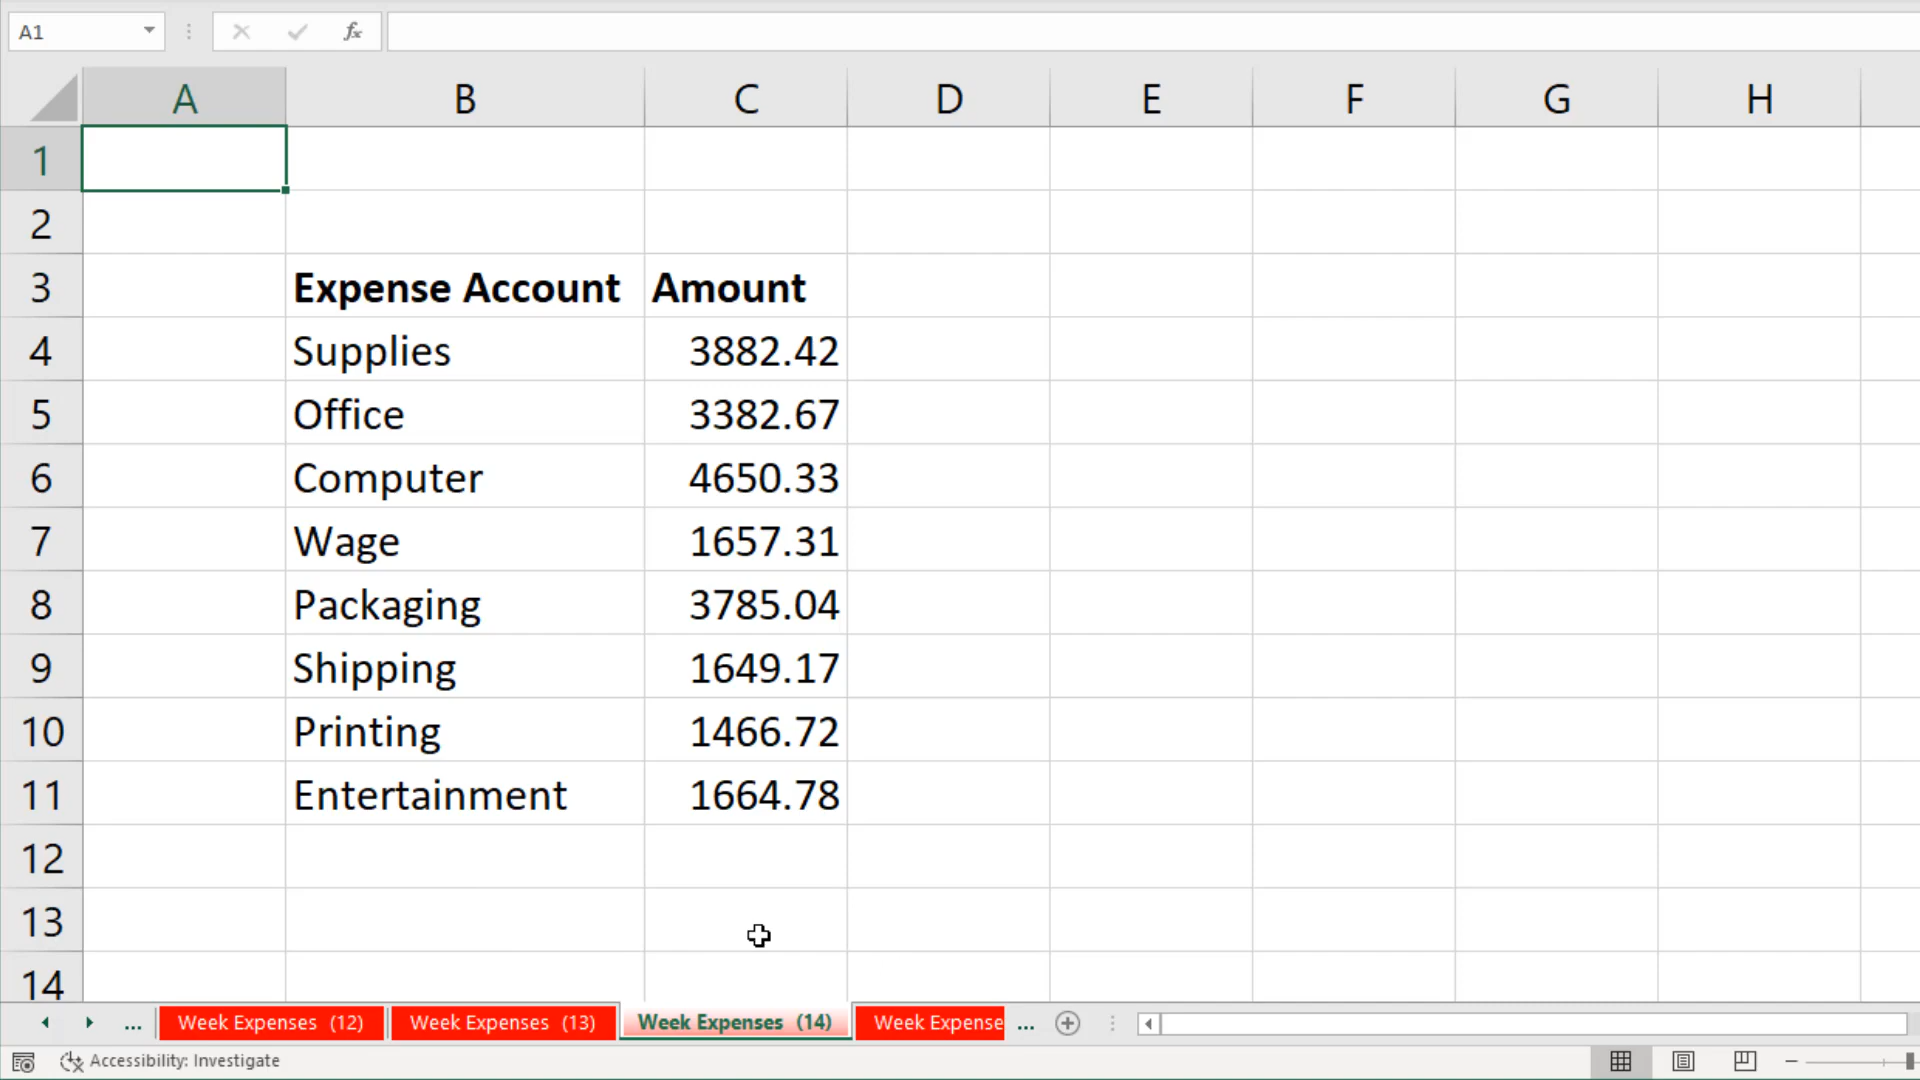 A1 fx
A B C D E F G H
1
2
3 Expense Account Amount
4 Supplies 3882.42
5 Office 3382.67
6 Computer 4650.33
7 Wage 1657.31
8 Packaging 3785.04
9 Shipping 1649.17
10 Printing 1466.72
11 Entertainment 1664.78
12
13
14
... Week Expenses (12) Week Expenses (13) Week Expenses (14) Week Expense ...
Accessibility: Investigate